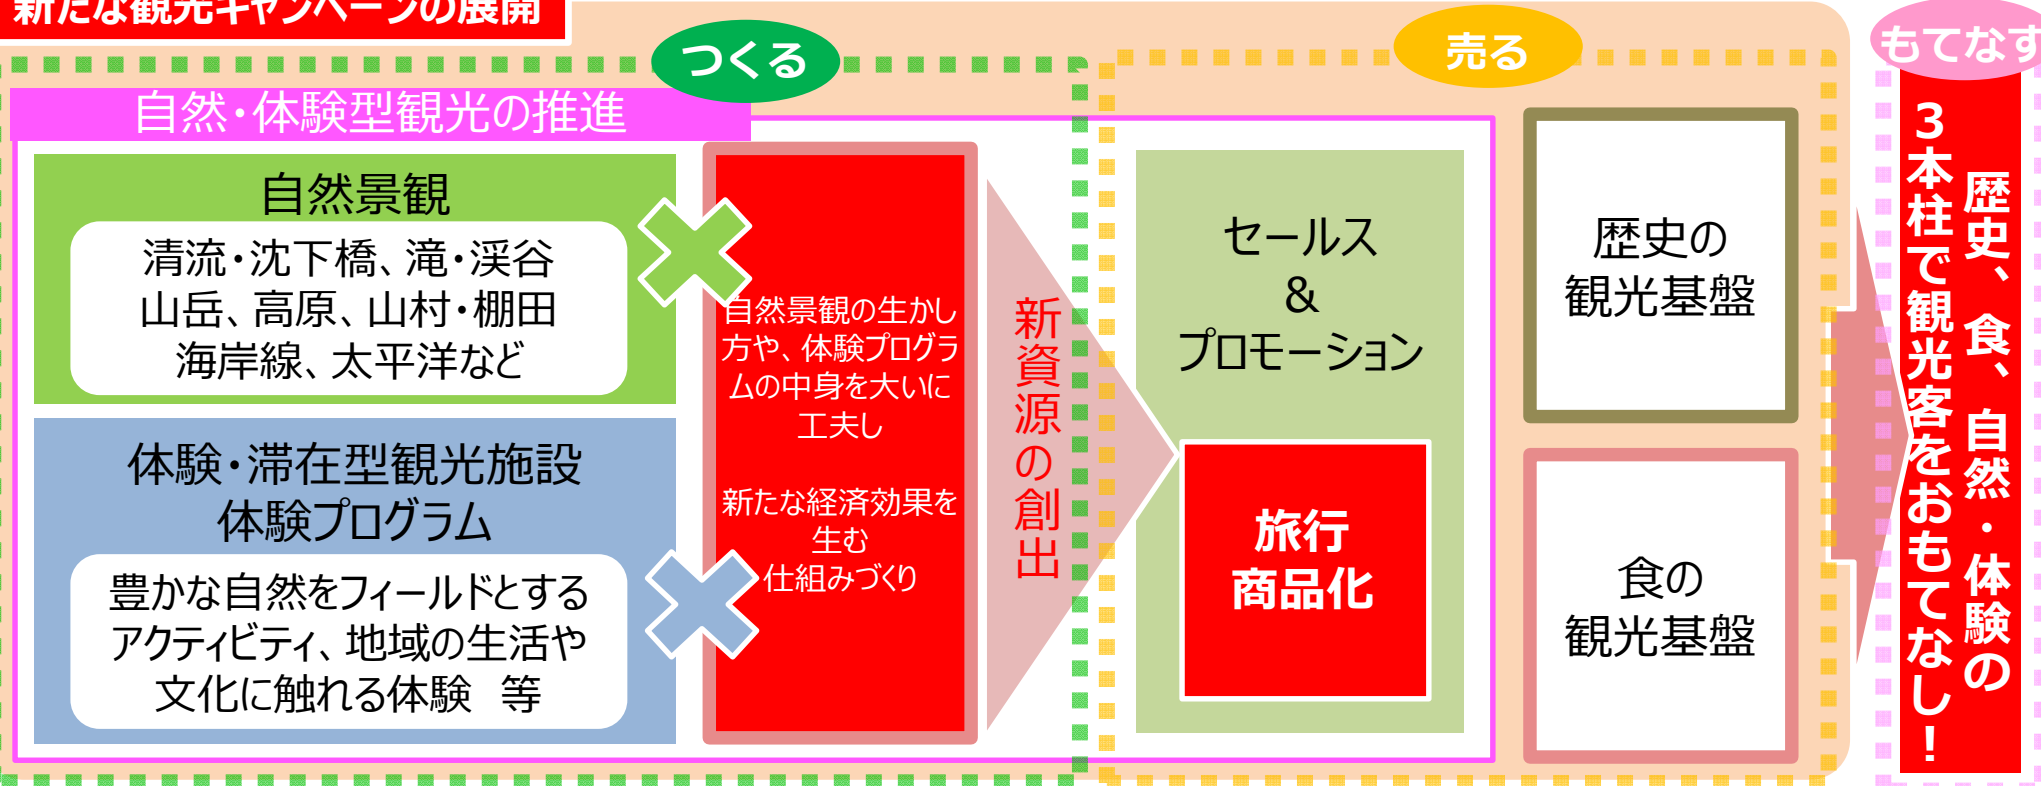 新たな観光キャンペーンの展開
つくる
自然・体験型観光の推進
自然景観
清流・沈下橋、滝・渓谷
山岳、高原、山村・棚田
海岸線、太平洋など
体験・滞在型観光施設
体験プログラム
豊かな自然をフィールドとする
アクティビティ、地域の生活や
文化に触れる体験　等
自然景観の生かし
方や、体験プログラ
ムの中身を大いに
工夫し
新たな経済効果を
生む
仕組みづくり
新資源の創出
売る
セールス
&
プロモーション
旅行
商品化
歴史の
観光基盤
食の
観光基盤
もてなす
歴史、食、自然・体験の
3本柱で観光客をおもてなし!